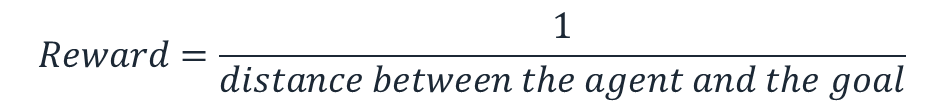 Reward = 1 / distance between the agent and the goal